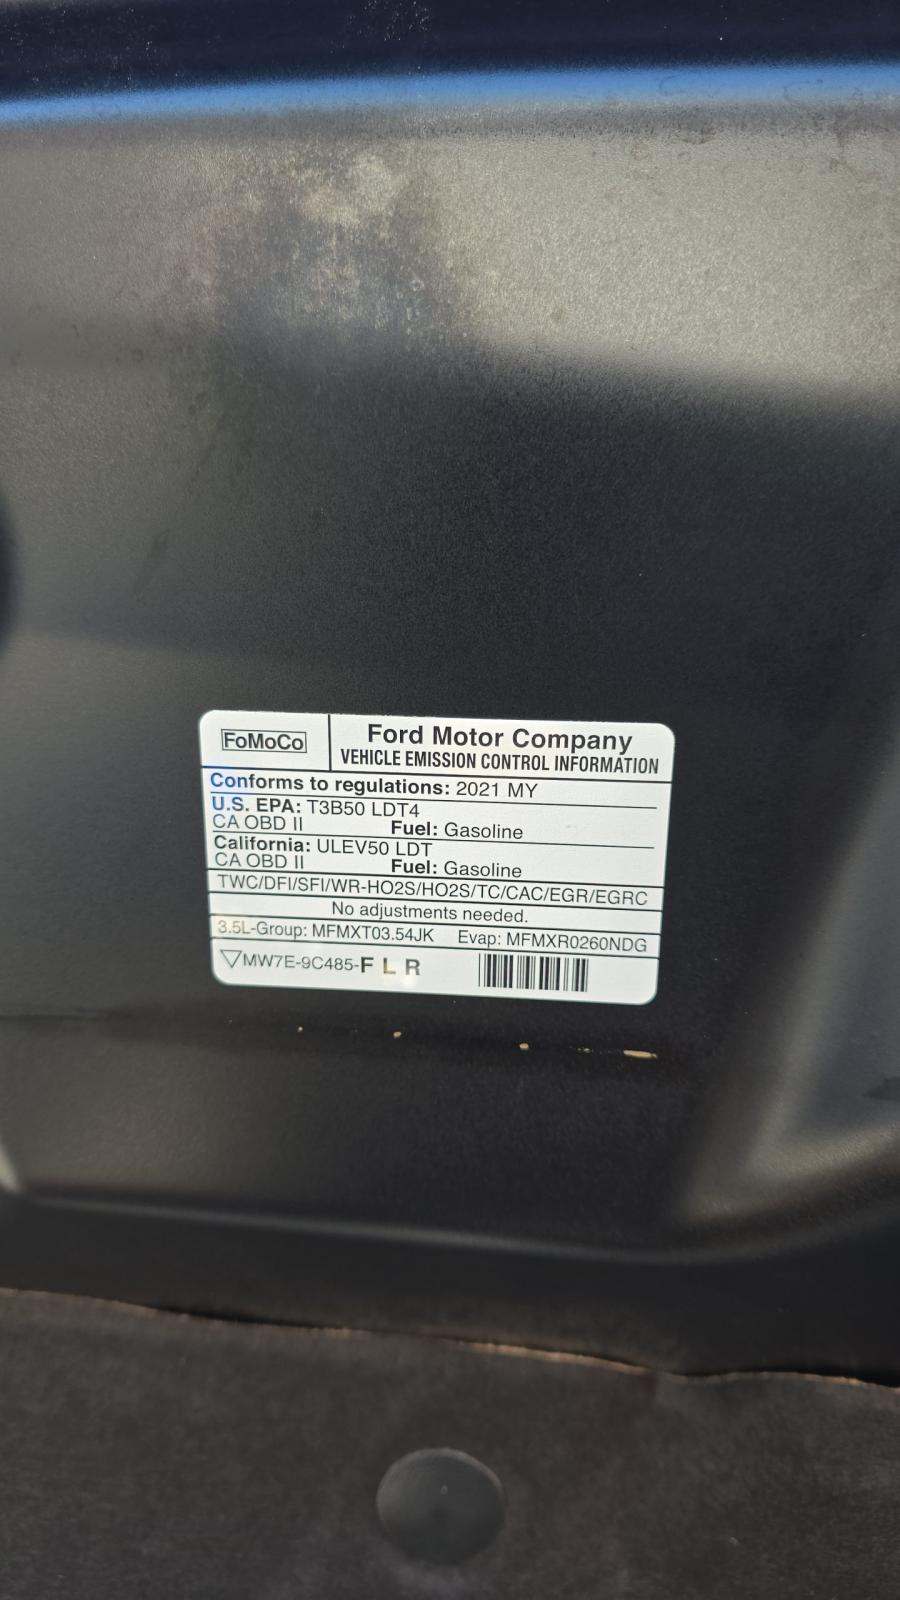 FoMoCo
Ford Motor Company
VEHICLE EMISSION CONTROL INFORMATION
Conforms to regulations: 2021 MY
U.S. EPA: T3B50 LDT4
CA OBD II Fuel: Gasoline
California: ULEV50 LDT
CA OBD II Fuel: Gasoline
TWC/DFI/SFI/WR-HO2S/HO2S/TC/CAC/EGR/EGRC
No adjustments needed.
3.5L-Group: MFMXT03.54JK Evap: MFMXR0260NDG
MW7E-9C485-F L R